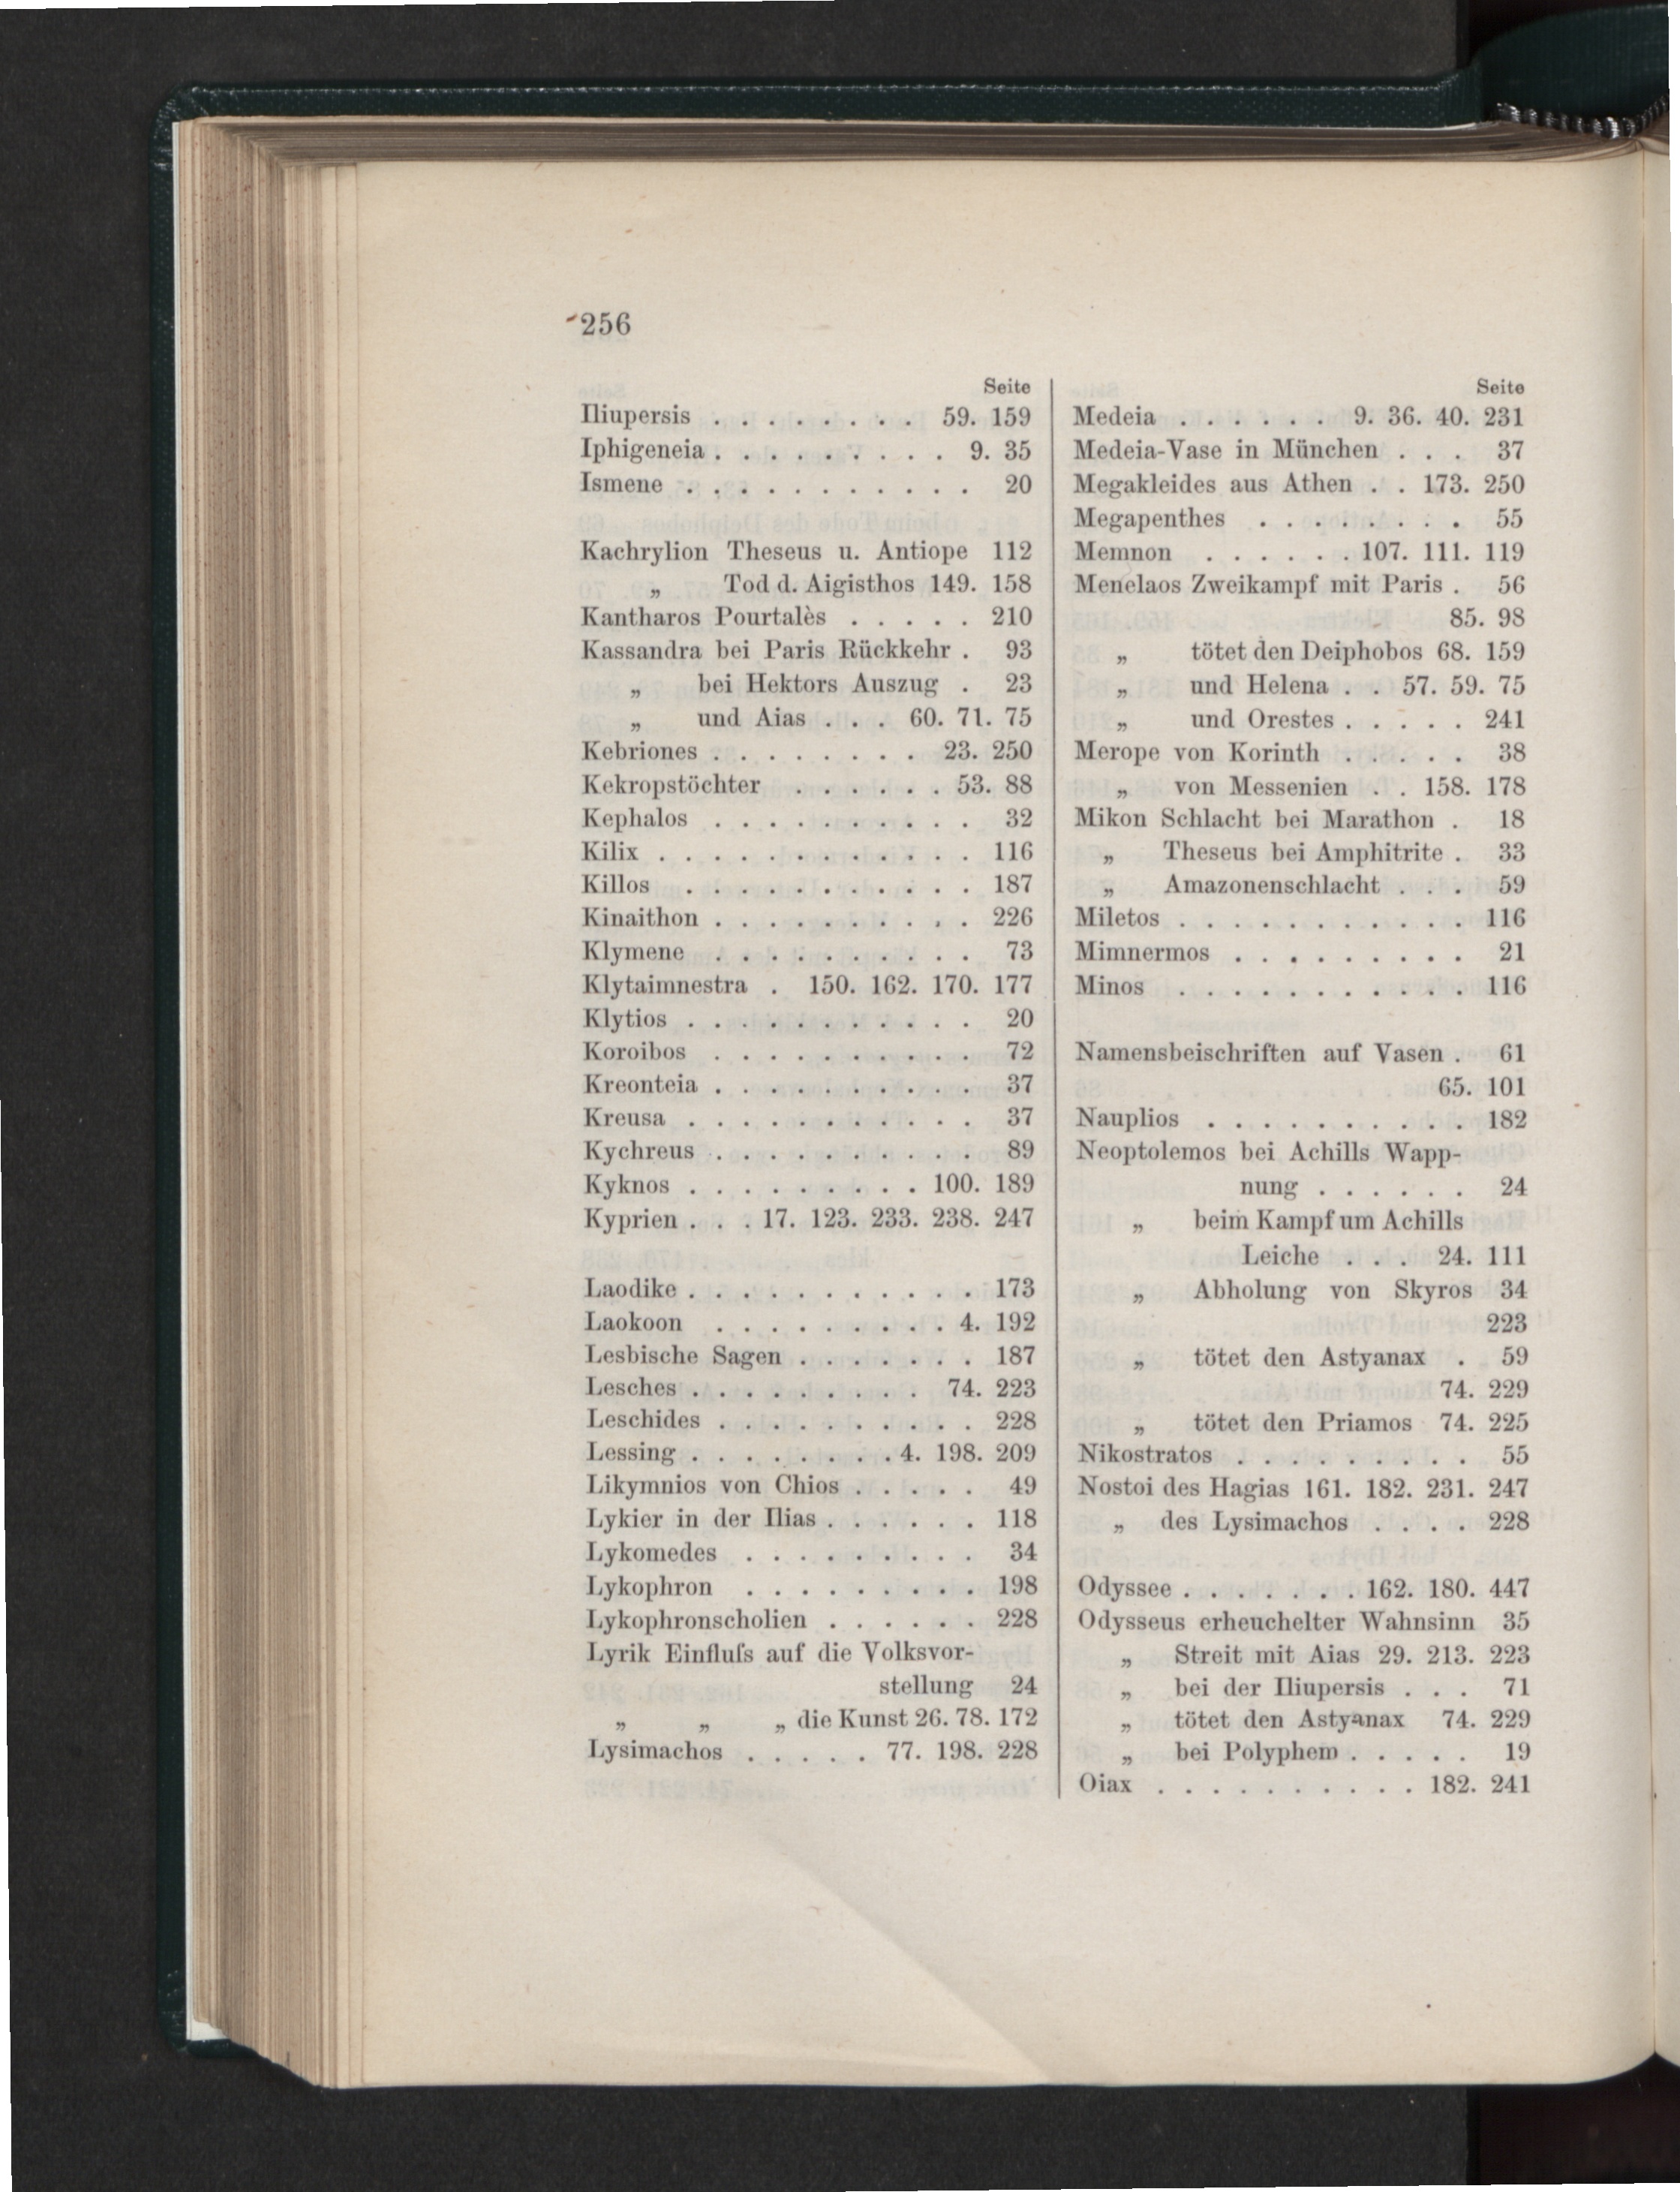 256
Seite
Iliupersis . . . . . . . . 59. 159
Iphigeneia . . . . . . . . . 9. 35
Ismene . . . . . . . . . . . 20
Kachrylion Theseus u. Antiope 112
„ Tod d. Aigisthos 149. 158
Kantharos Pourtalès . . . . . 210
Kassandra bei Paris Rückkehr . 93
„ bei Hektors Auszug . 23
„ und Aias . . . 60. 71. 75
Kebriones . . . . . . . . 23. 250
Kekropstöchter . . . . . . 53. 88
Kephalos . . . . . . . . . . 32
Kilix . . . . . . . . . . . . 116
Killos . . . . . . . . . . . 187
Kinaithon . . . . . . . . . . 226
Klymene . . . . . . . . . . 73
Klytaimnestra . 150. 162. 170. 177
Klytios . . . . . . . . . . . 20
Koroibos . . . . . . . . . . 72
Kreonteia . . . . . . . . . . 37
Kreusa . . . . . . . . . . . 37
Kychreus . . . . . . . . . . 89
Kyknos . . . . . . . . . 100. 189
Kyprien . . . 17. 123. 233. 238. 247
Laodike . . . . . . . . . . . 173
Laokoon . . . . . . . . . 4. 192
Lesbische Sagen . . . . . . . 187
Lesches . . . . . . . . . 74. 223
Leschides . . . . . . . . . . 228
Lessing . . . . . . . . 4. 198. 209
Likymnios von Chios . . . . . 49
Lykier in der Ilias . . . . . . 118
Lykomedes . . . . . . . . . 34
Lykophron . . . . . . . . . 198
Lykophronscholien . . . . . . 228
Lyrik Einfluſs auf die Volksvor-
stellung 24
„ „ „ die Kunst 26. 78. 172
Lysimachos . . . . . 77. 198. 228
Seite
Medeia . . . . . . 9. 36. 40. 231
Medeia-Vase in München . . . 37
Megakleides aus Athen . . 173. 250
Megapenthes . . . . . . . . 55
Memnon . . . . . . 107. 111. 119
Menelaos Zweikampf mit Paris . 56
85. 98
„ tötet den Deiphobos 68. 159
„ und Helena . . 57. 59. 75
„ und Orestes . . . . . 241
Merope von Korinth . . . . . 38
„ von Messenien . . 158. 178
Mikon Schlacht bei Marathon . 18
„ Theseus bei Amphitrite . 33
„ Amazonenschlacht . . . 59
Miletos . . . . . . . . . . . 116
Mimnermos . . . . . . . . . 21
Minos . . . . . . . . . . . 116
Namensbeischriften auf Vasen . 61
65. 101
Nauplios . . . . . . . . . . 182
Neoptolemos bei Achills Wapp-
nung . . . . . . 24
„ beim Kampf um Achills
Leiche . . . 24. 111
„ Abholung von Skyros 34
223
„ tötet den Astyanax . 59
74. 229
„ tötet den Priamos 74. 225
Nikostratos . . . . . . . . . 55
Nostoi des Hagias 161. 182. 231. 247
„ des Lysimachos . . . . 228
Odyssee . . . . . . . 162. 180. 447
Odysseus erheuchelter Wahnsinn 35
„ Streit mit Aias 29. 213. 223
„ bei der Iliupersis . . . 71
„ tötet den Astyanax 74. 229
„ bei Polyphem . . . . . 19
Oiax . . . . . . . . . . 182. 241